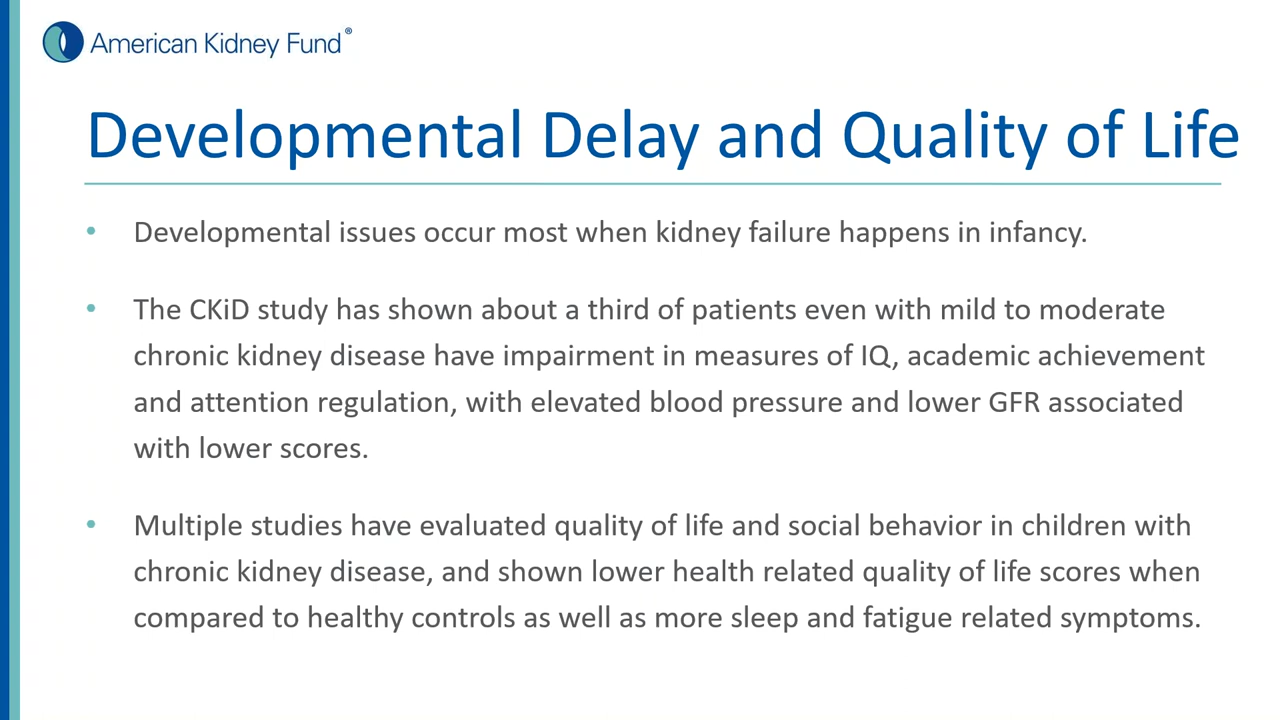 American Kidney Fund®
Developmental Delay and Quality of Life
• Developmental issues occur most when kidney failure happens in infancy.
• The CKiD study has shown about a third of patients even with mild to moderate
chronic kidney disease have impairment in measures of IQ, academic achievement
and attention regulation, with elevated blood pressure and lower GFR associated
with lower scores.
• Multiple studies have evaluated quality of life and social behavior in children with
chronic kidney disease, and shown lower health related quality of life scores when
compared to healthy controls as well as more sleep and fatigue related symptoms.